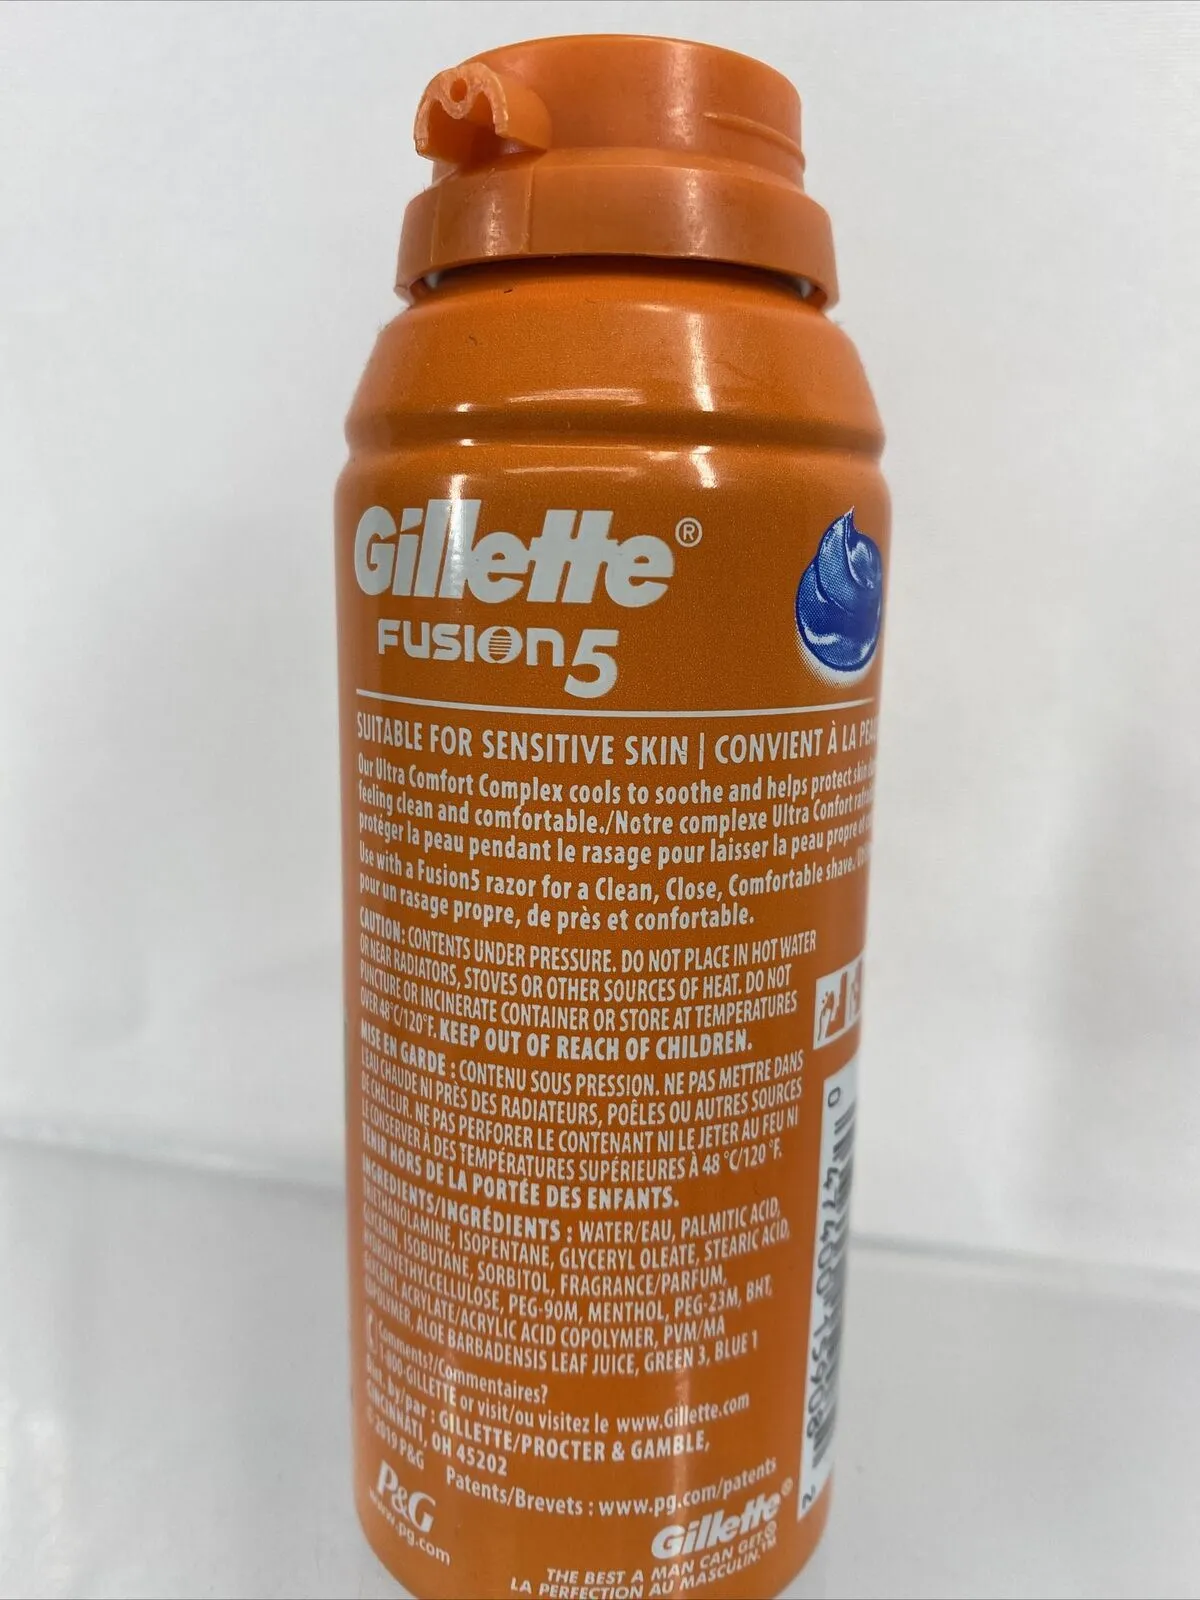 Gillette®
FUSION5
SUITABLE FOR SENSITIVE SKIN | CONVIENT À LA
Our Ultra Comfort Complex cools to soothe and helps protect skin
feeling clean and comfortable./Notre complexe Ultra Confort
protéger la peau pendant le rasage pour laisser la peau propre
Use with a Fusion5 razor for a Clean, Close, Comfortable shave.
pour un rasage propre, de près et confortable.
CAUTION: CONTENTS UNDER PRESSURE. DO NOT PLACE IN HOT WATER
OR NEAR RADIATORS, STOVES OR OTHER SOURCES OF HEAT. DO NOT
PUNCTURE OR INCINERATE CONTAINER OR STORE AT TEMPERATURES
OVER 48°C/120°F. KEEP OUT OF REACH OF CHILDREN.
MISE EN GARDE : CONTENU SOUS PRESSION. NE PAS METTRE DANS
L'EAU CHAUDE NI PRÈS DES RADIATEURS, POÊLES OU AUTRES SOURCES
DE CHALEUR. NE PAS PERFORER LE CONTENANT NI LE JETER AU FEU NI
LE CONSERVER À DES TEMPÉRATURES SUPÉRIEURES À 48 °C/120 °F.
TENIR HORS DE LA PORTÉE DES ENFANTS.
INGREDIENTS/INGRÉDIENTS : WATER/EAU, PALMITIC ACID,
TRIETHANOLAMINE, ISOPENTANE, GLYCERYL OLEATE, STEARIC ACID,
GLYCERIN, ISOBUTANE, SORBITOL, FRAGRANCE/PARFUM,
HYDROXYETHYLCELLULOSE, PEG-90M, MENTHOL, PEG-23M, BHT,
GLYCERYL ACRYLATE/ACRYLIC ACID COPOLYMER, PVM/MA
COPOLYMER, ALOE BARBADENSIS LEAF JUICE, GREEN 3, BLUE 1
Comments?/Commentaires?
1-800-GILLETTE or visit/ou visitez le www.Gillette.com
Dist. by/par : GILLETTE/PROCTER & GAMBLE,
CINCINNATI, OH 45202
© 2019 P&G
Patents/Brevets : www.pg.com/patents
P&G
www.pg.com
Gillette®
THE BEST A MAN CAN GET®
LA PERFECTION AU MASCULIN.™
0 47400 15908 2